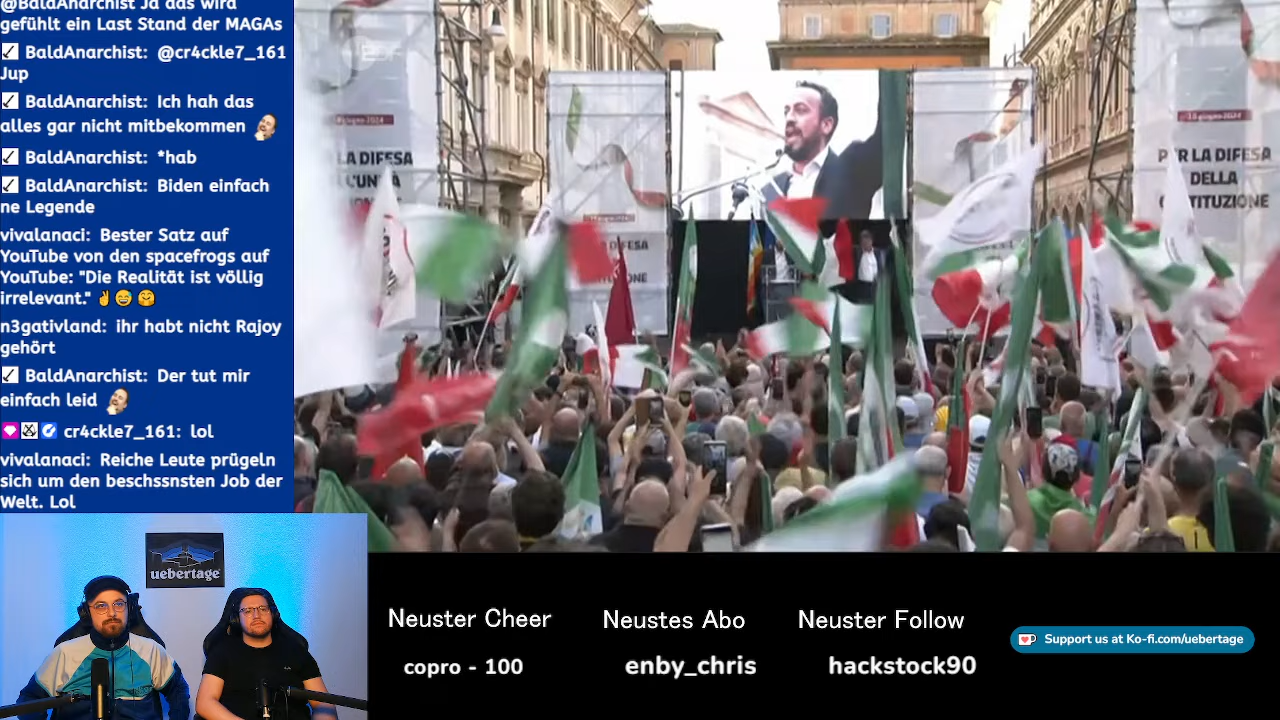 @BaldAnarchist Ja das wird
gefühlt ein Last Stand der MAGAs
BaldAnarchist: @cr4ckle7_161
Jup
BaldAnarchist: Ich hah das
alles gar nicht mitbekommen
BaldAnarchist: *hab
BaldAnarchist: Biden einfach
ne Legende
vivalanaci: Bester Satz auf
YouTube von den spacefrogs auf
YouTube: "Die Realität ist völlig
irrelevant."
n3gativland: ihr habt nicht Rajoy
gehört
BaldAnarchist: Der tut mir
einfach leid
cr4ckle7_161: lol
vivalanaci: Reiche Leute prügeln
sich um den beschssnsten Job der
Welt. Lol
LA DIFESA
L'UNITÀ
PER LA DIFESA
DELLA
uebertage
Neuster Cheer
copro - 100
Neustes Abo
enby_chris
Neuster Follow
hackstock90
Support us at Ko-fi.com/uebertage